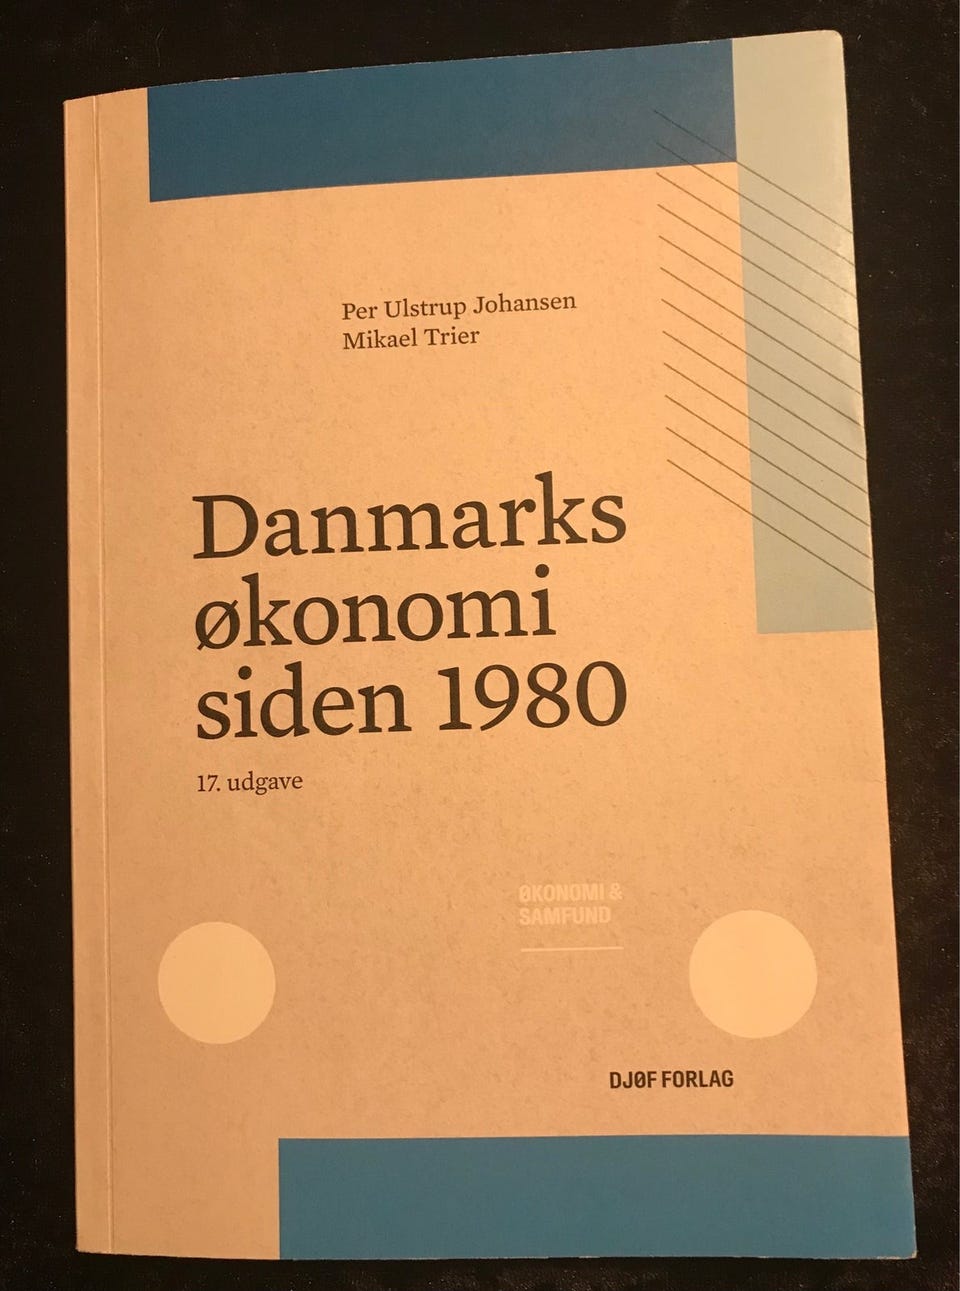 Per Ulstrup Johansen
Mikael Trier
Danmarks
økonomi
siden 1980
17. udgave
ØKONOMI &
SAMFUND
DJØF FORLAG